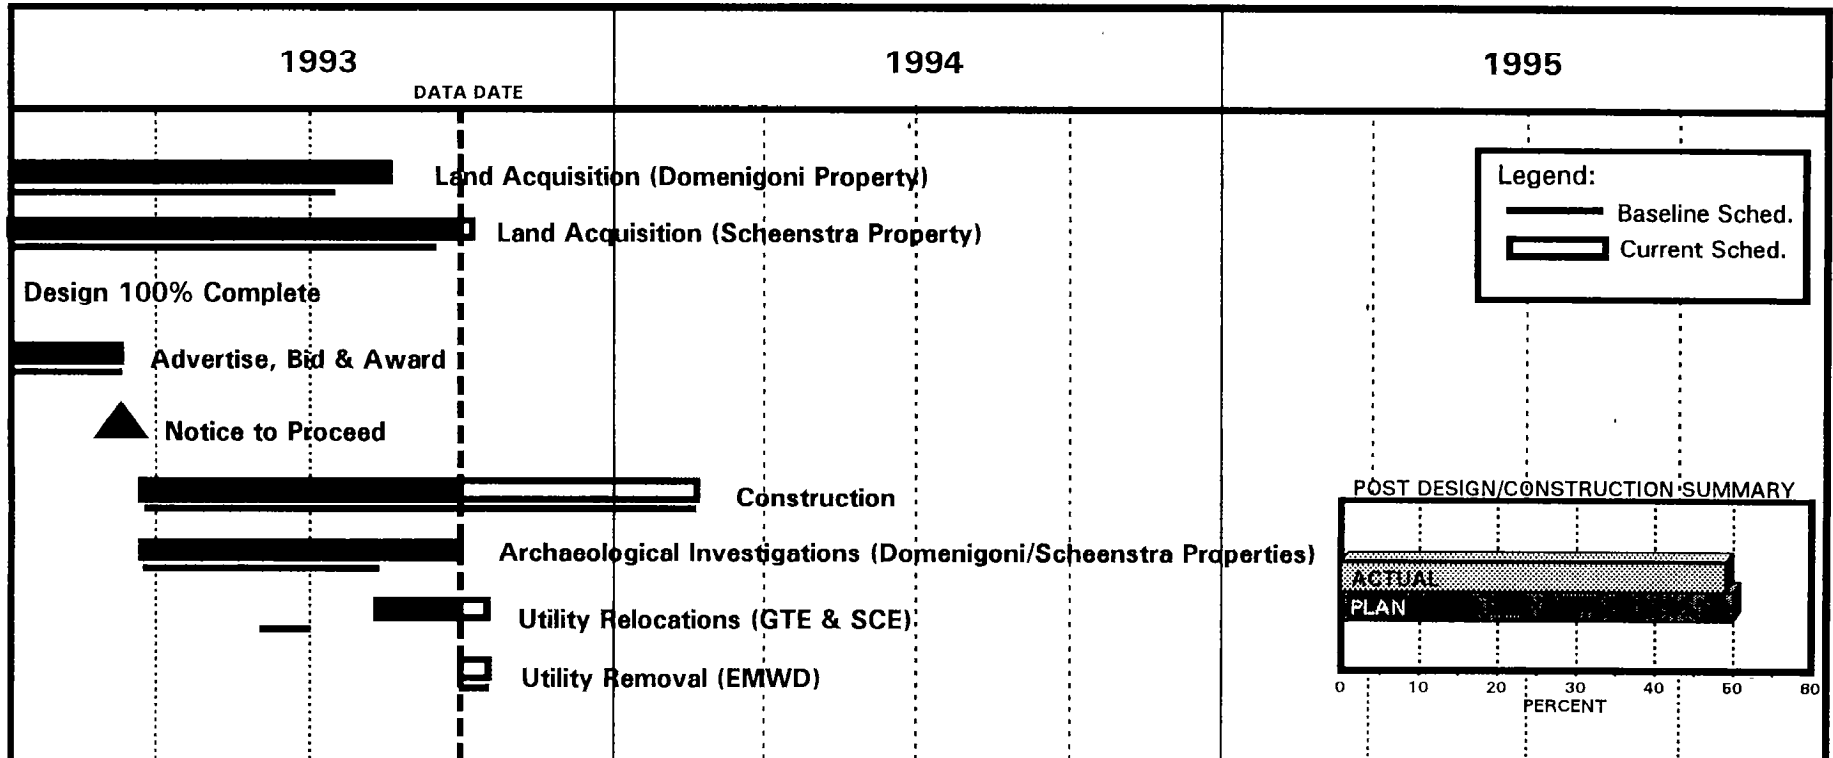 1993 1994 1995
DATA DATE
Land Acquisition (Domenigoni Property)
Legend:
Baseline Sched.
Current Sched.
Land Acquisition (Scheenstra Property)
Design 100% Complete
Advertise, Bid & Award
Notice to Proceed
Construction
POST DESIGN/CONSTRUCTION SUMMARY
Archaeological Investigations (Domenigoni/Scheenstra Properties)
ACTUAL
PLAN
Utility Relocations (GTE & SCE)
Utility Removal (EMWD)
0 10 20 30 40 50 60
PERCENT